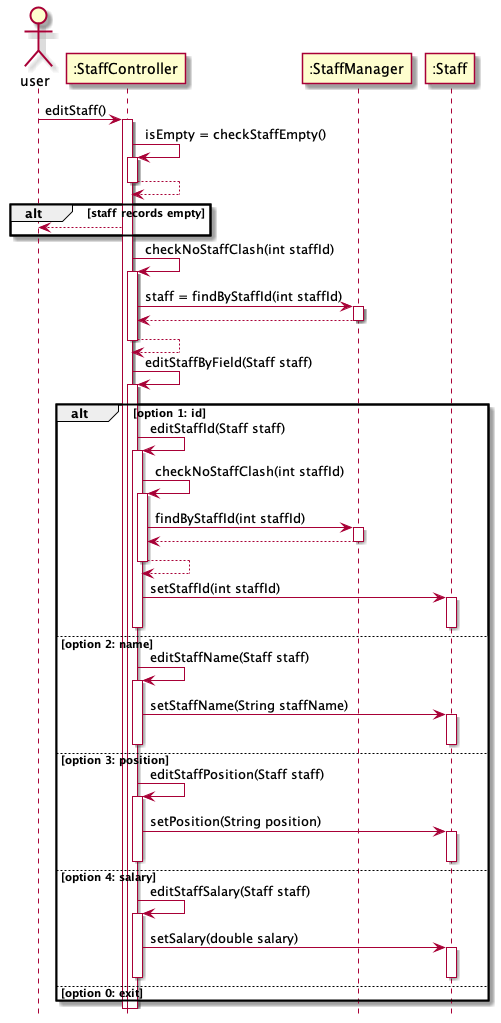 user
:StaffController
:StaffManager
:Staff
editStaff()
isEmpty = checkStaffEmpty()
alt
[staff records empty]
checkNoStaffClash(int staffId)
staff = findByStaffId(int staffId)
editStaffByField(Staff staff)
alt
[option 1: id]
editStaffId(Staff staff)
checkNoStaffClash(int staffId)
findByStaffId(int staffId)
setStaffId(int staffId)
[option 2: name]
editStaffName(Staff staff)
setStaffName(String staffName)
[option 3: position]
editStaffPosition(Staff staff)
setPosition(String position)
[option 4: salary]
editStaffSalary(Staff staff)
setSalary(double salary)
[option 0: exit]